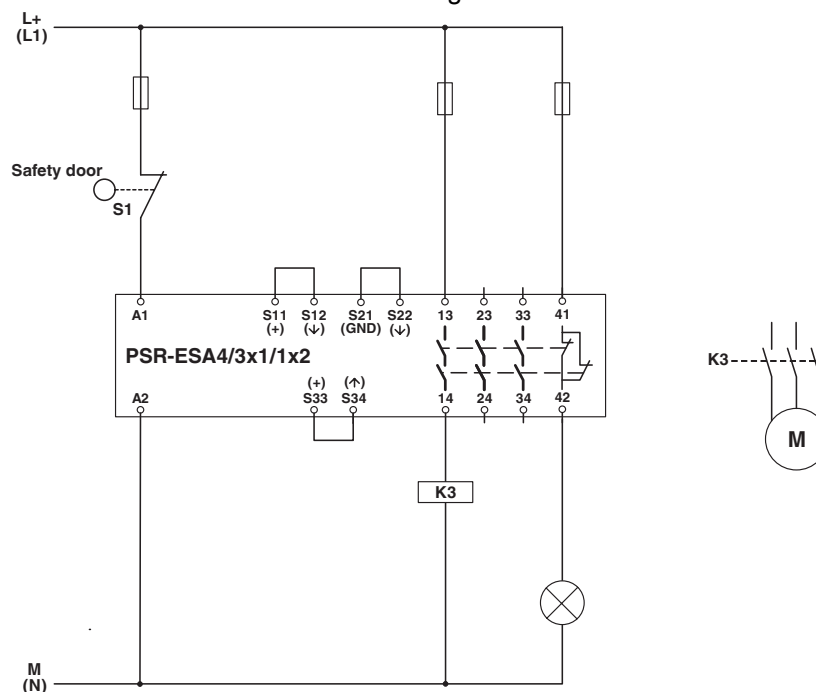 L+
(L1)
Safety door
S1
A1 S11 S12 S21 S22 13 23 33 41
(+) (↓) (GND) (↓)
PSR-ESA4/3x1/1x2
K3
(+) (↑)
A2 S33 S34 14 24 34 42
M
K3
M
(N)